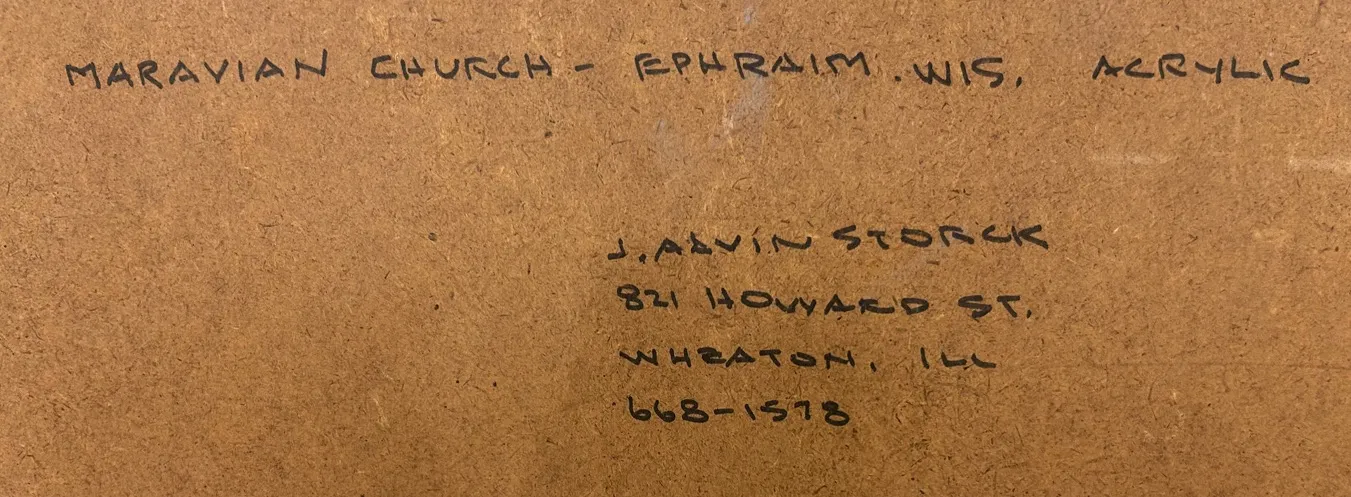 MARAVIAN CHURCH - EPHRAIM. WIS. ACRYLIC
J. ALVIN STORCK
821 HOWARD ST.
WHEATON, ILL
668-1578